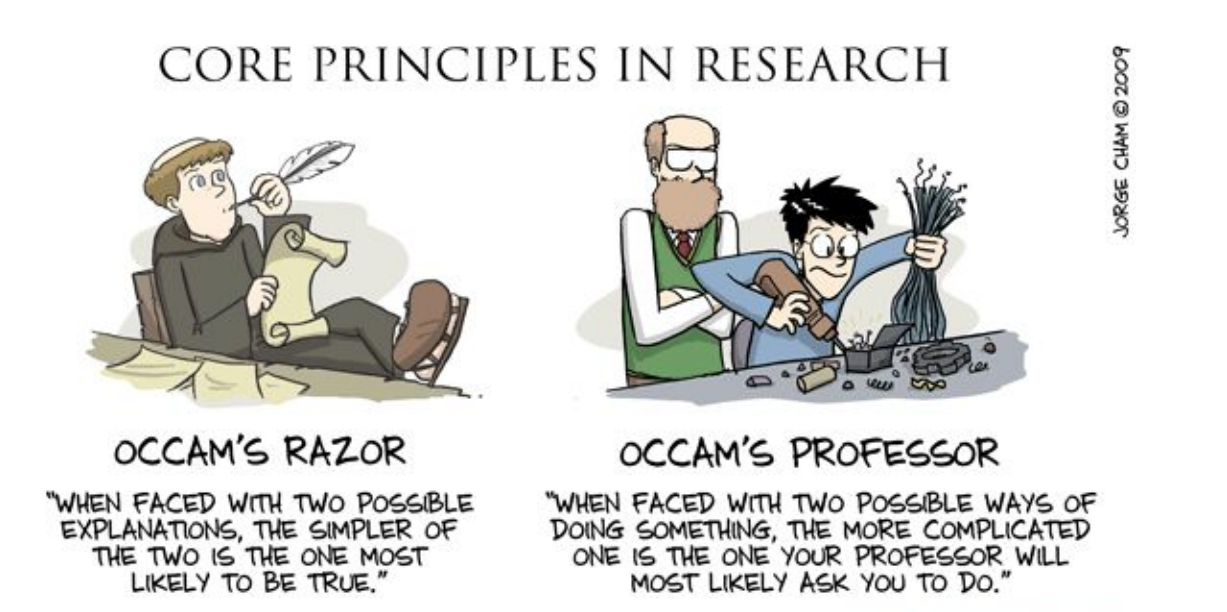 CORE PRINCIPLES IN RESEARCH
JORGE CHAM © 2009
OCCAM'S RAZOR
"WHEN FACED WITH TWO POSSIBLE
EXPLANATIONS, THE SIMPLER OF
THE TWO IS THE ONE MOST
LIKELY TO BE TRUE."
OCCAM'S PROFESSOR
"WHEN FACED WITH TWO POSSIBLE WAYS OF
DOING SOMETHING, THE MORE COMPLICATED
ONE IS THE ONE YOUR PROFESSOR WILL
MOST LIKELY ASK YOU TO DO."